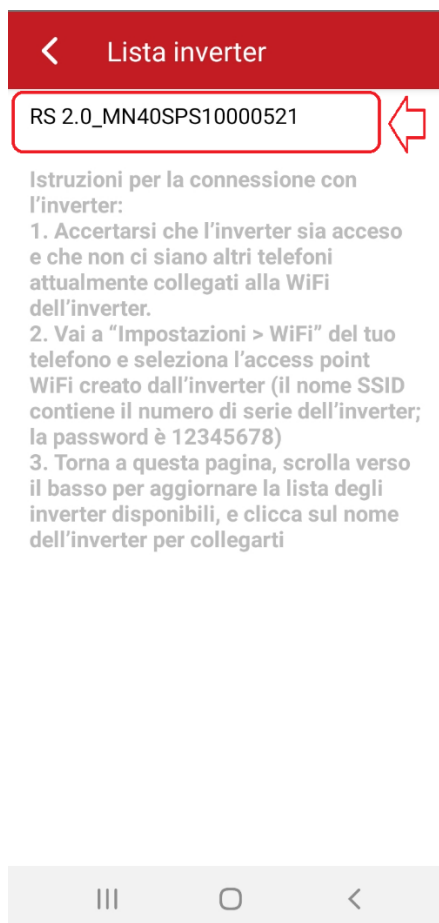 Lista inverter
RS 2.0_MN40SPS10000521
Istruzioni per la connessione con
l’inverter:
1. Accertarsi che l’inverter sia acceso
e che non ci siano altri telefoni
attualmente collegati alla WiFi
dell’inverter.
2. Vai a “Impostazioni > WiFi” del tuo
telefono e seleziona l’access point
WiFi creato dall’inverter (il nome SSID
contiene il numero di serie dell’inverter;
la password è 12345678)
3. Torna a questa pagina, scrolla verso
il basso per aggiornare la lista degli
inverter disponibili, e clicca sul nome
dell’inverter per collegarti